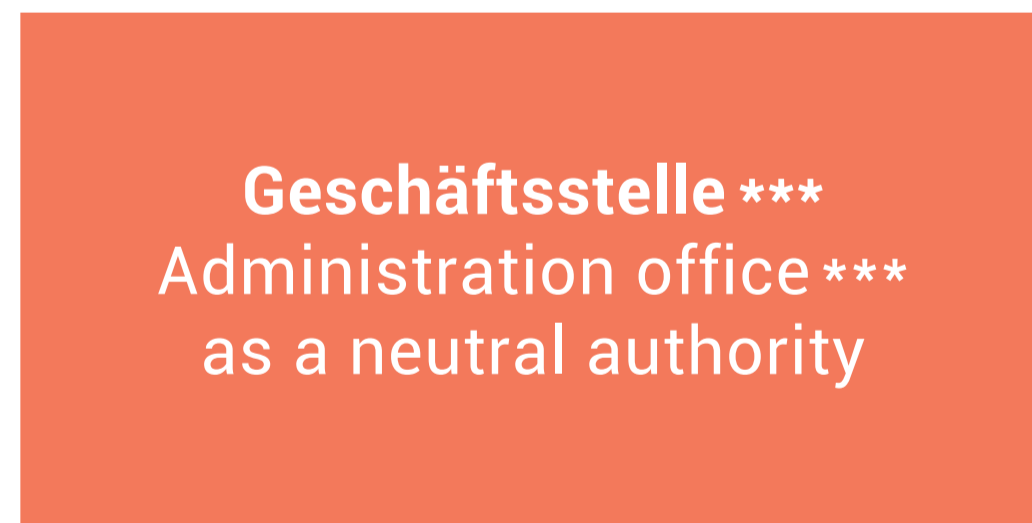 Geschäftsstelle ***
Administration office ***
as a neutral authority